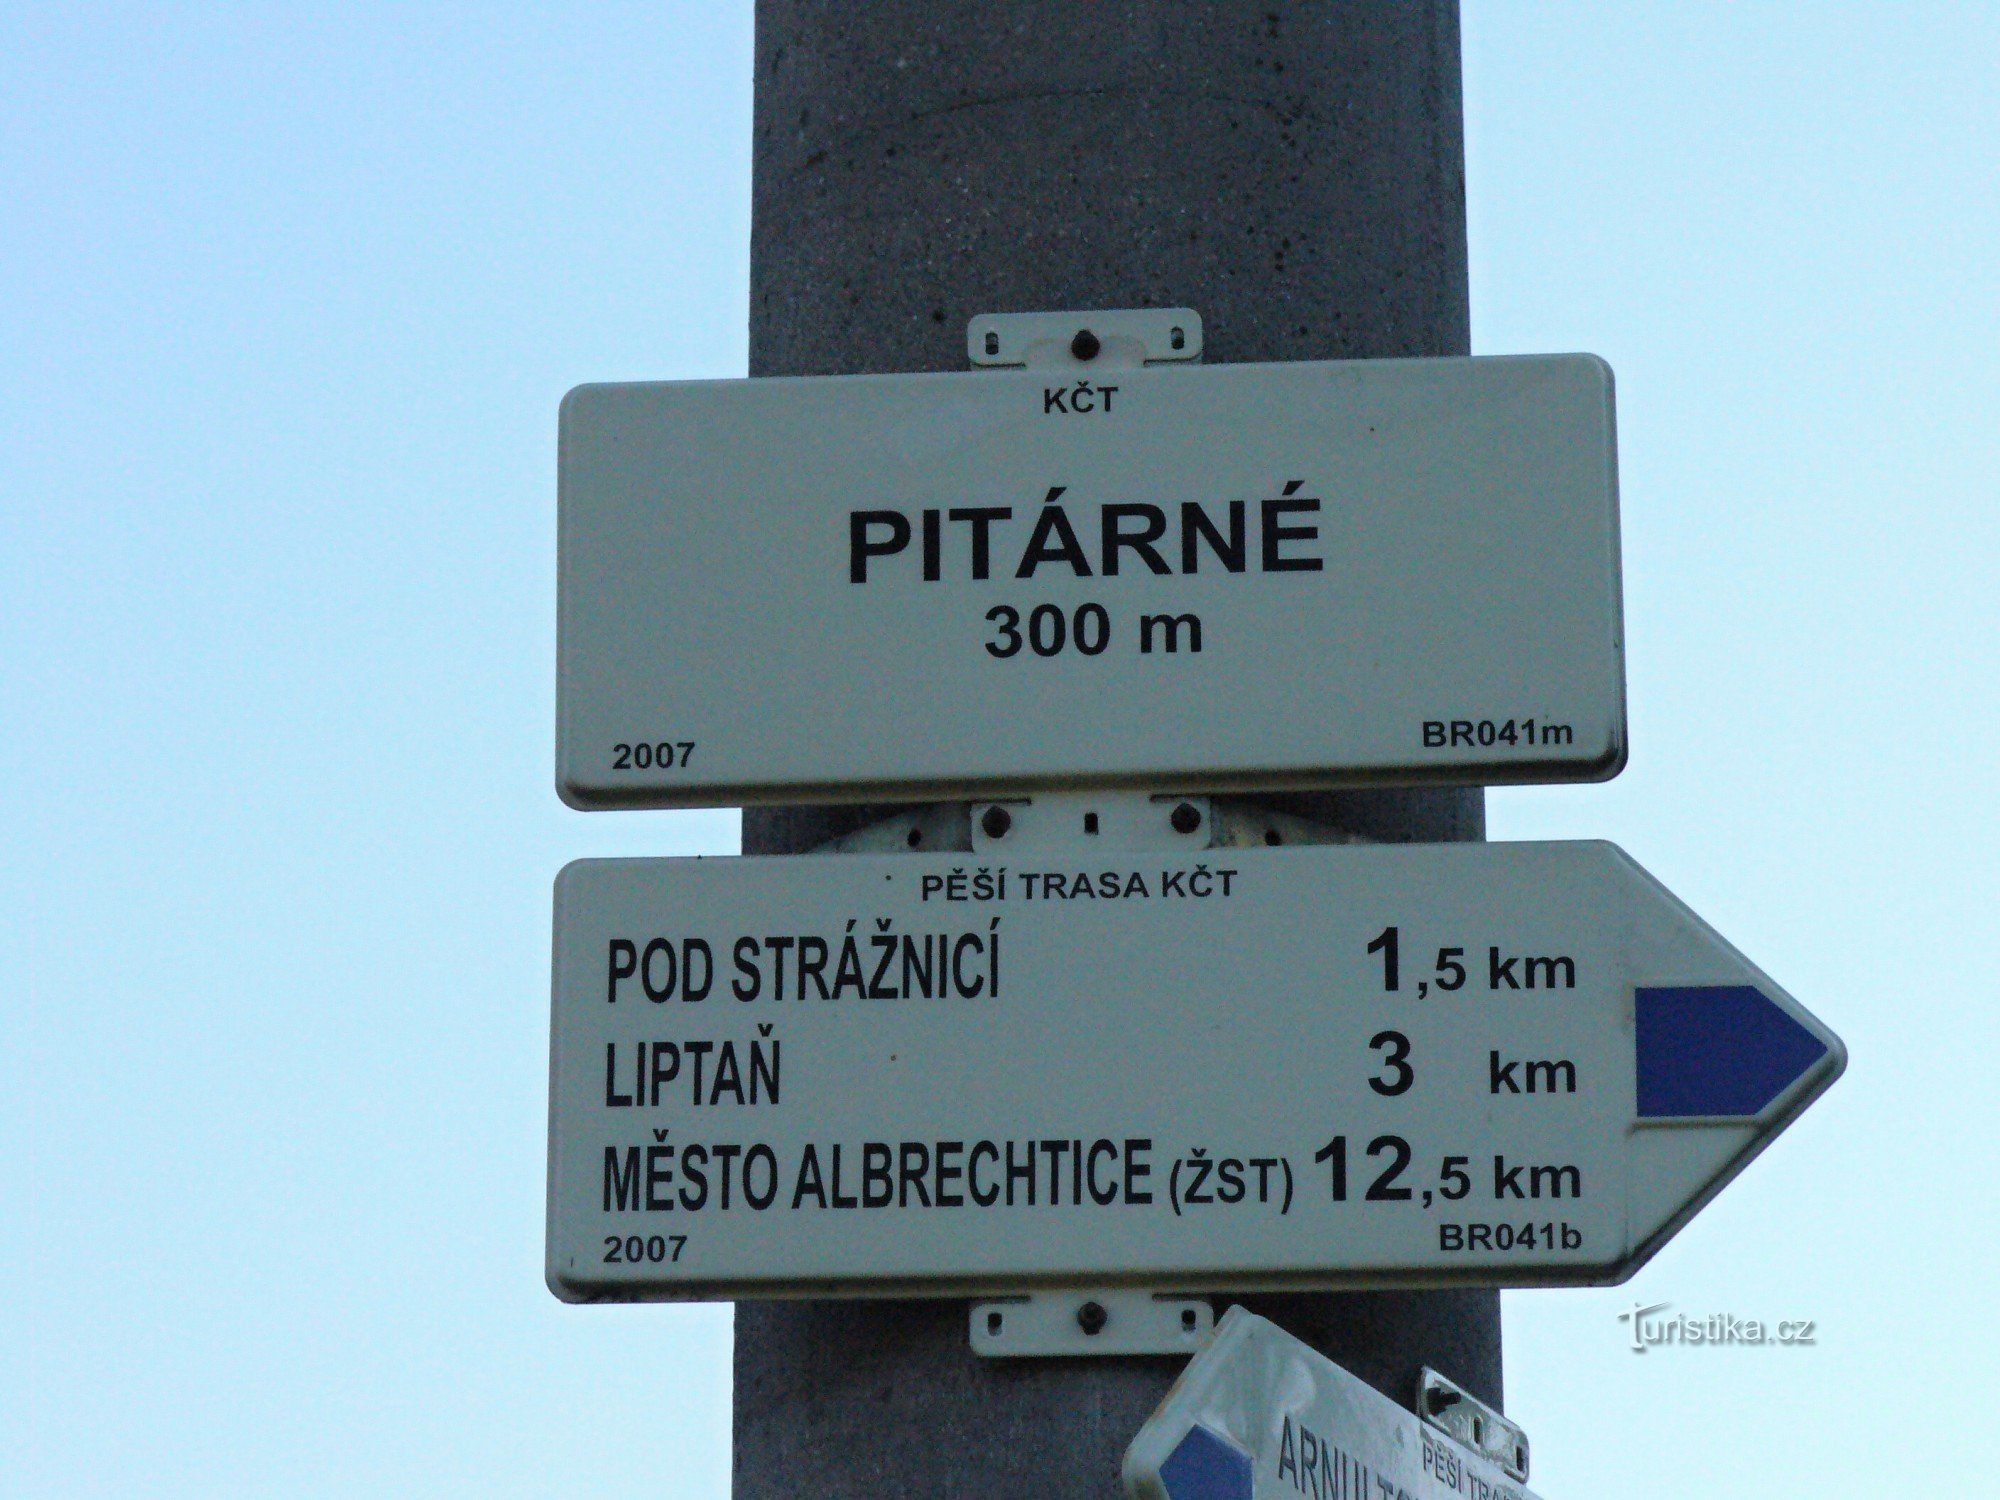 KČT
PITÁRNÉ
300 m
2007 BR041m
PĚŠÍ TRASA KČT
POD STRÁŽNICÍ 1,5 km
LIPTAŇ 3 km
MĚSTO ALBRECHTICE (ŽST) 12,5 km
2007 BR041b
Turistika.cz
PĚŠÍ